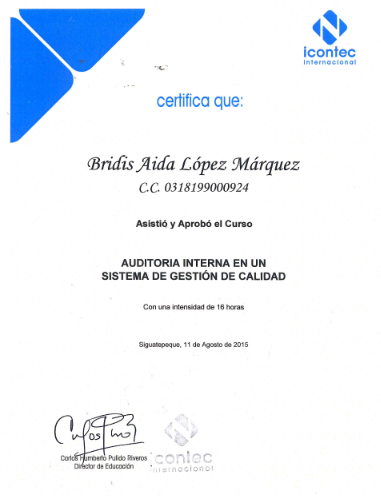 icontec
internacional
certifica que:
Bridis Aida López Márquez
C.C. 0318199000924
Asistió y Aprobó el Curso
AUDITORIA INTERNA EN UN
SISTEMA DE GESTIÓN DE CALIDAD
Con una intensidad de 16 horas
Siguatepeque, 11 de Agosto de 2015
Carlos Humberto Pulido Riveros
Director de Educación
icontec
internacional